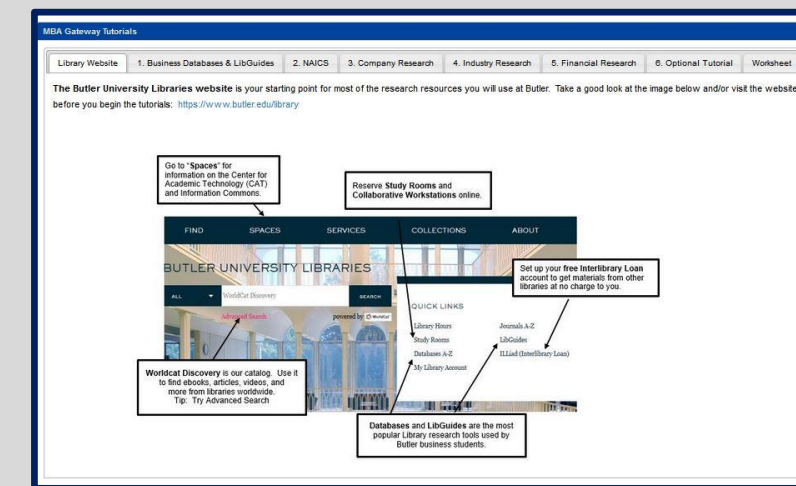 MBA Gateway Tutorials
Library Website
1. Business Databases & LibGuides
2. NAICS
3. Company Research
4. Industry Research
5. Financial Research
6. Optional Tutorial
Worksheet
The Butler University Libraries website is your starting point for most of the research resources you will use at Butler. Take a good look at the image below and/or visit the website
before you begin the tutorials: https://www.butler.edu/library
Go to "Spaces" for
information on the Center for
Academic Technology (CAT)
and Information Commons.
Reserve Study Rooms and
Collaborative Workstations online.
FIND SPACES SERVICES COLLECTIONS ABOUT
BUTLER UNIVERSITY LIBRARIES
Set up your free Interlibrary Loan
account to get materials from other
libraries at no charge to you.
ALL WorldCat Discovery SEARCH
Advanced Search powered by WorldCat
QUICK LINKS
Library Hours Journals A-Z
Study Rooms LibGuides
Databases A-Z ILLiad (Interlibrary Loan)
My Library Account
Worldcat Discovery is our catalog. Use it
to find ebooks, articles, videos, and
more from libraries worldwide.
Tip: Try Advanced Search
Databases and LibGuides are the most
popular Library research tools used by
Butler business students.